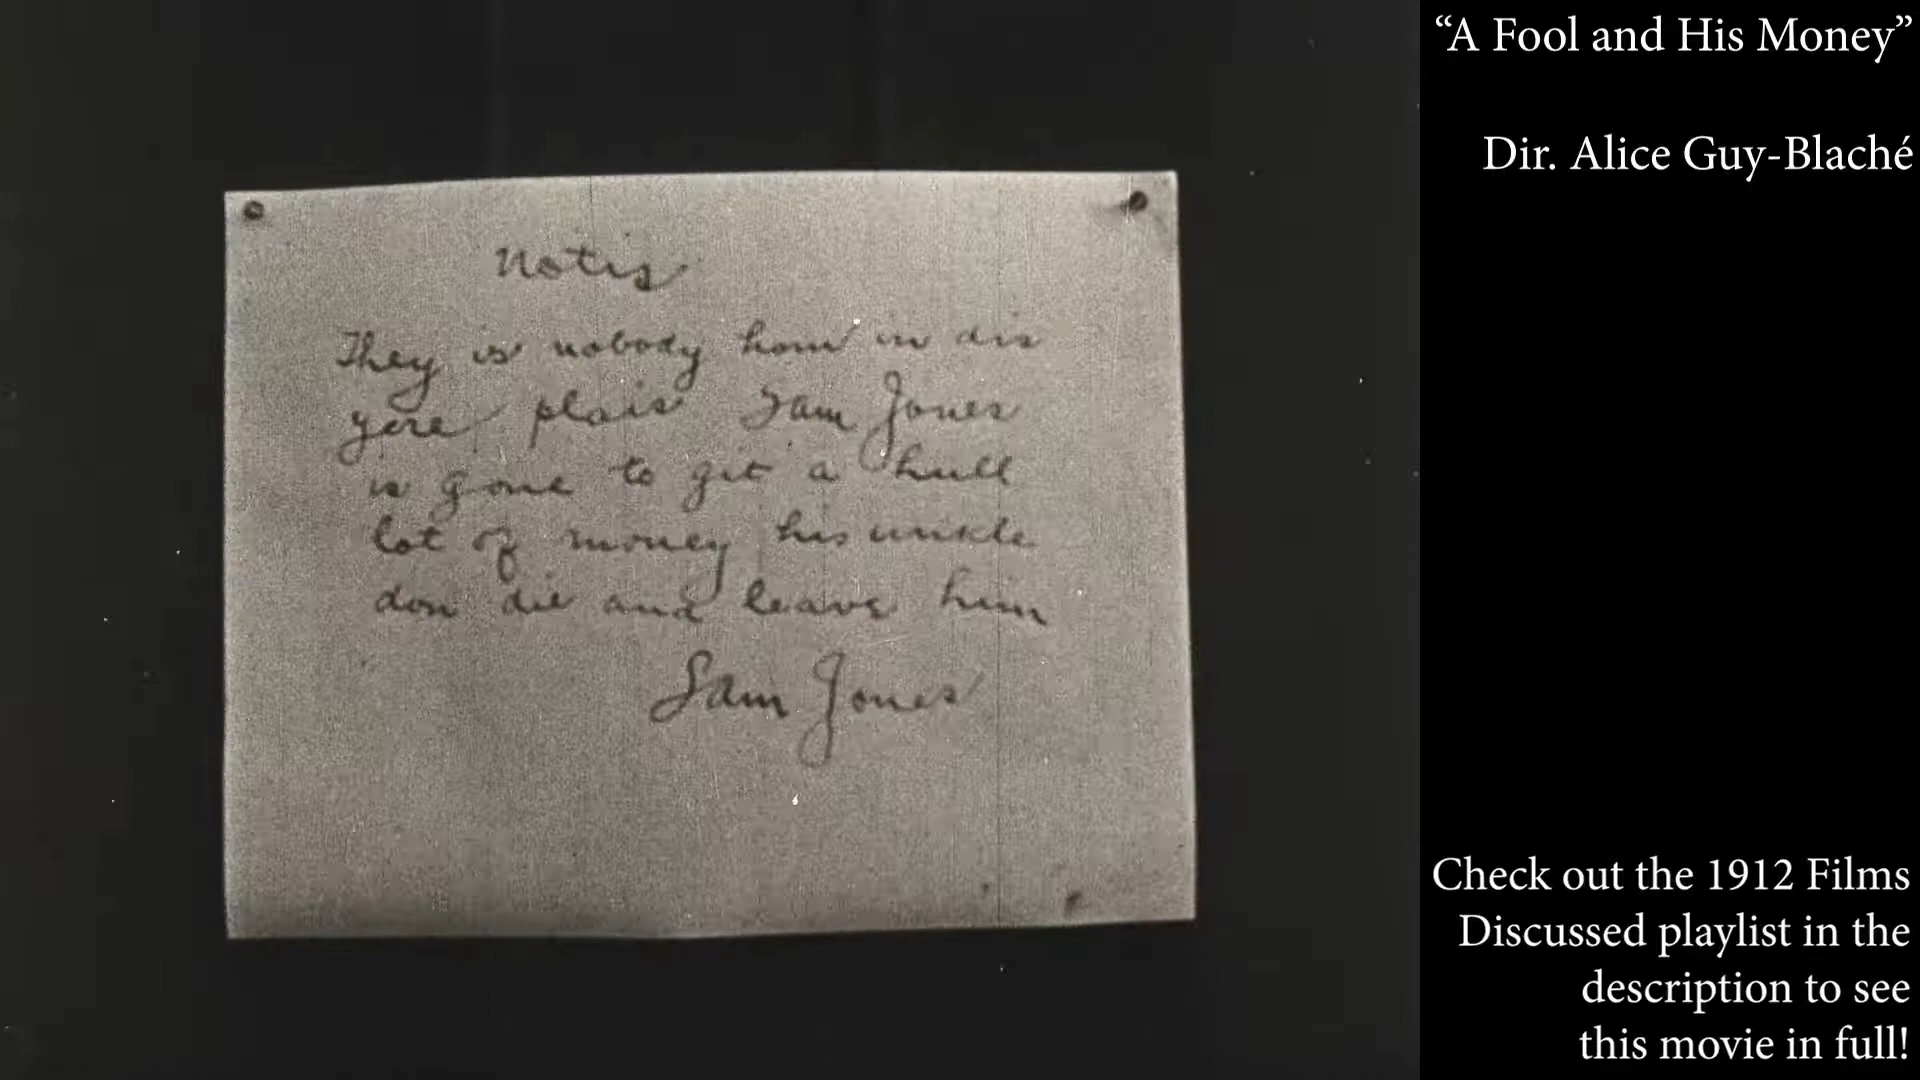 Notis
They is nobody hom in dis
yere plais Sam Jones
is gone to git a hull
lot of money his unkle
don die and leave him
Sam Jones
“A Fool and His Money”
Dir. Alice Guy-Blaché
Check out the 1912 Films
Discussed playlist in the
description to see
this movie in full!